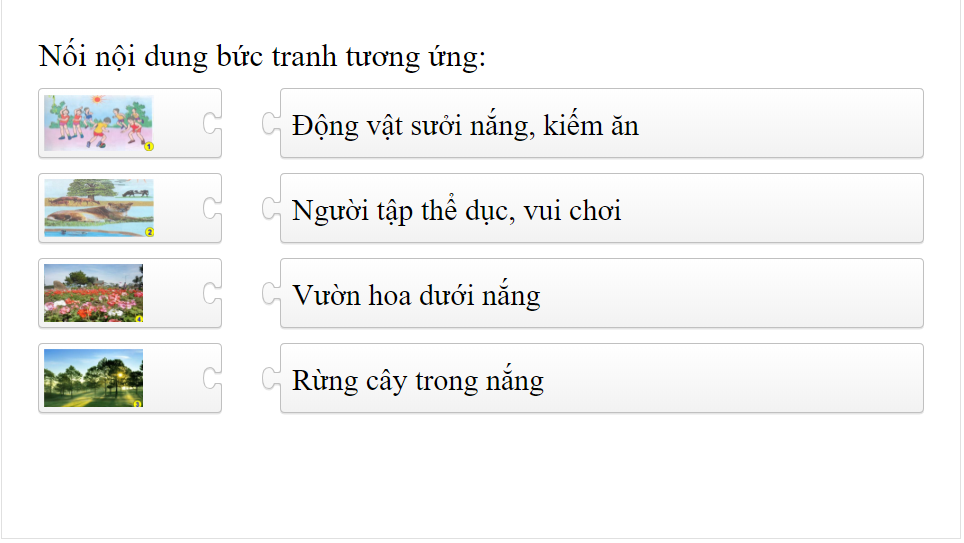 Nối nội dung bức tranh tương ứng:
1
Động vật sưởi nắng, kiếm ăn
2
Người tập thể dục, vui chơi
4
Vườn hoa dưới nắng
3
Rừng cây trong nắng